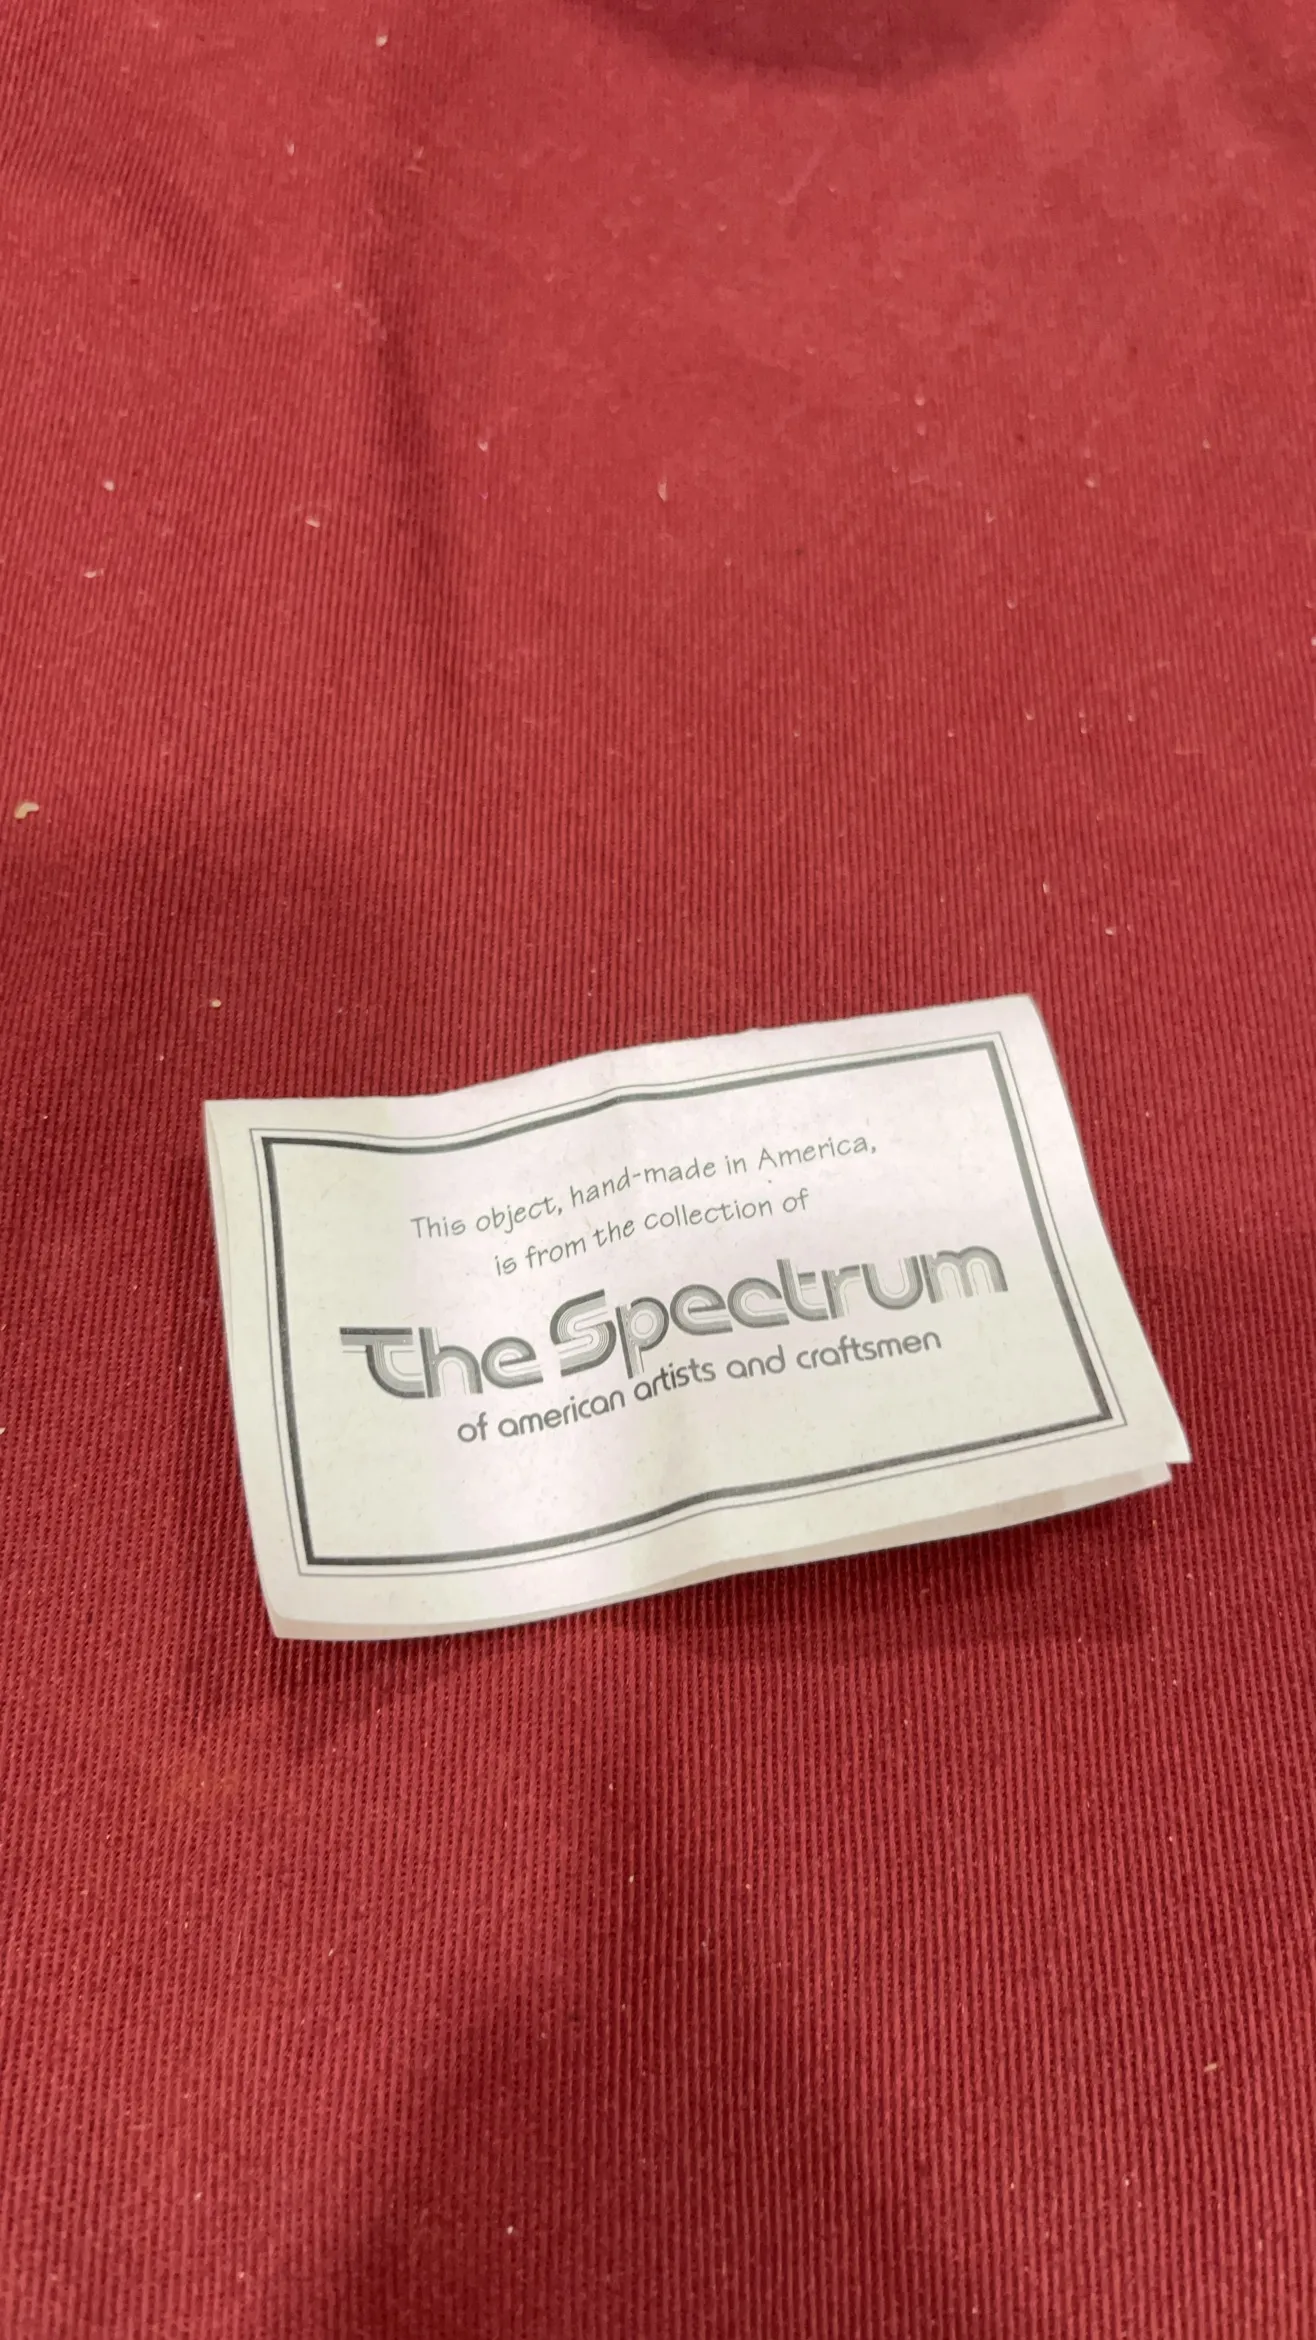 This object, hand-made in America,
is from the collection of
The Spectrum
of american artists and craftsmen